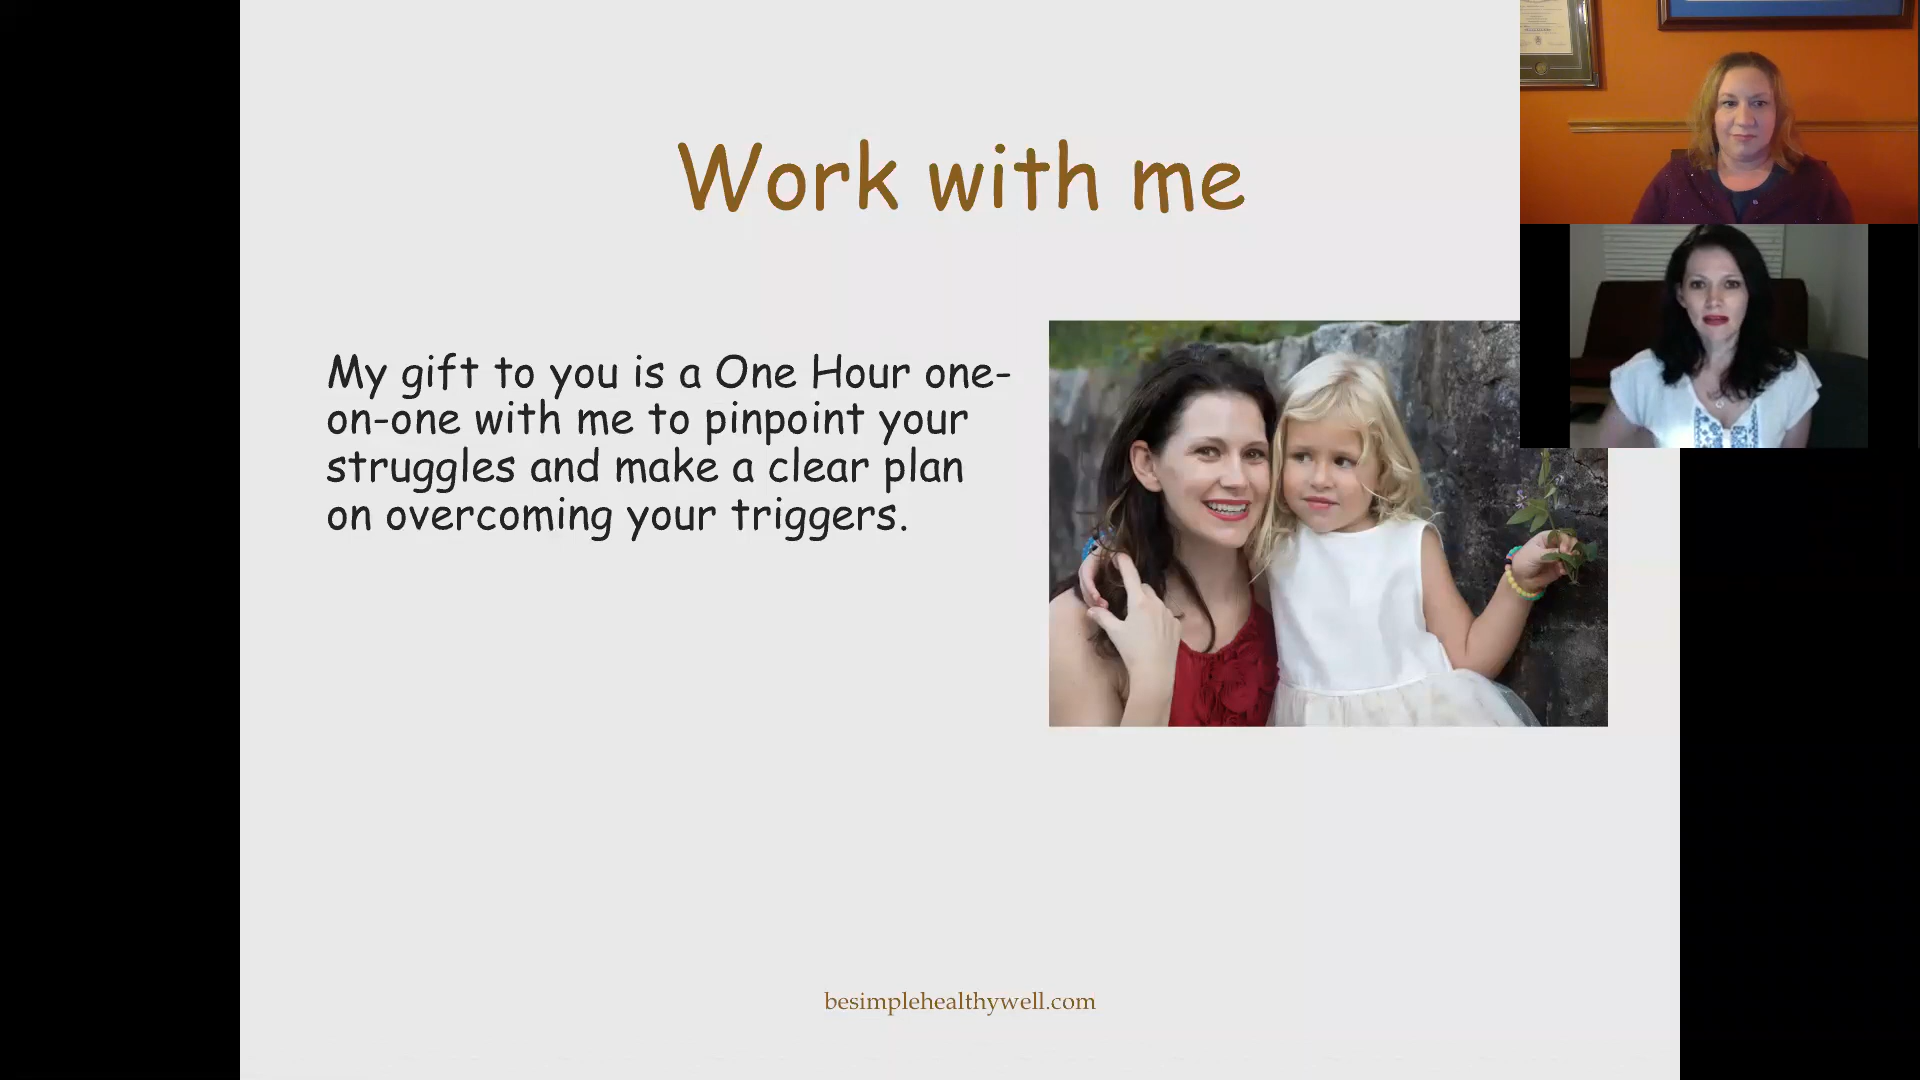 Work with me
My gift to you is a One Hour one-
on-one with me to pinpoint your
struggles and make a clear plan
on overcoming your triggers.
besimplehealthywell.com